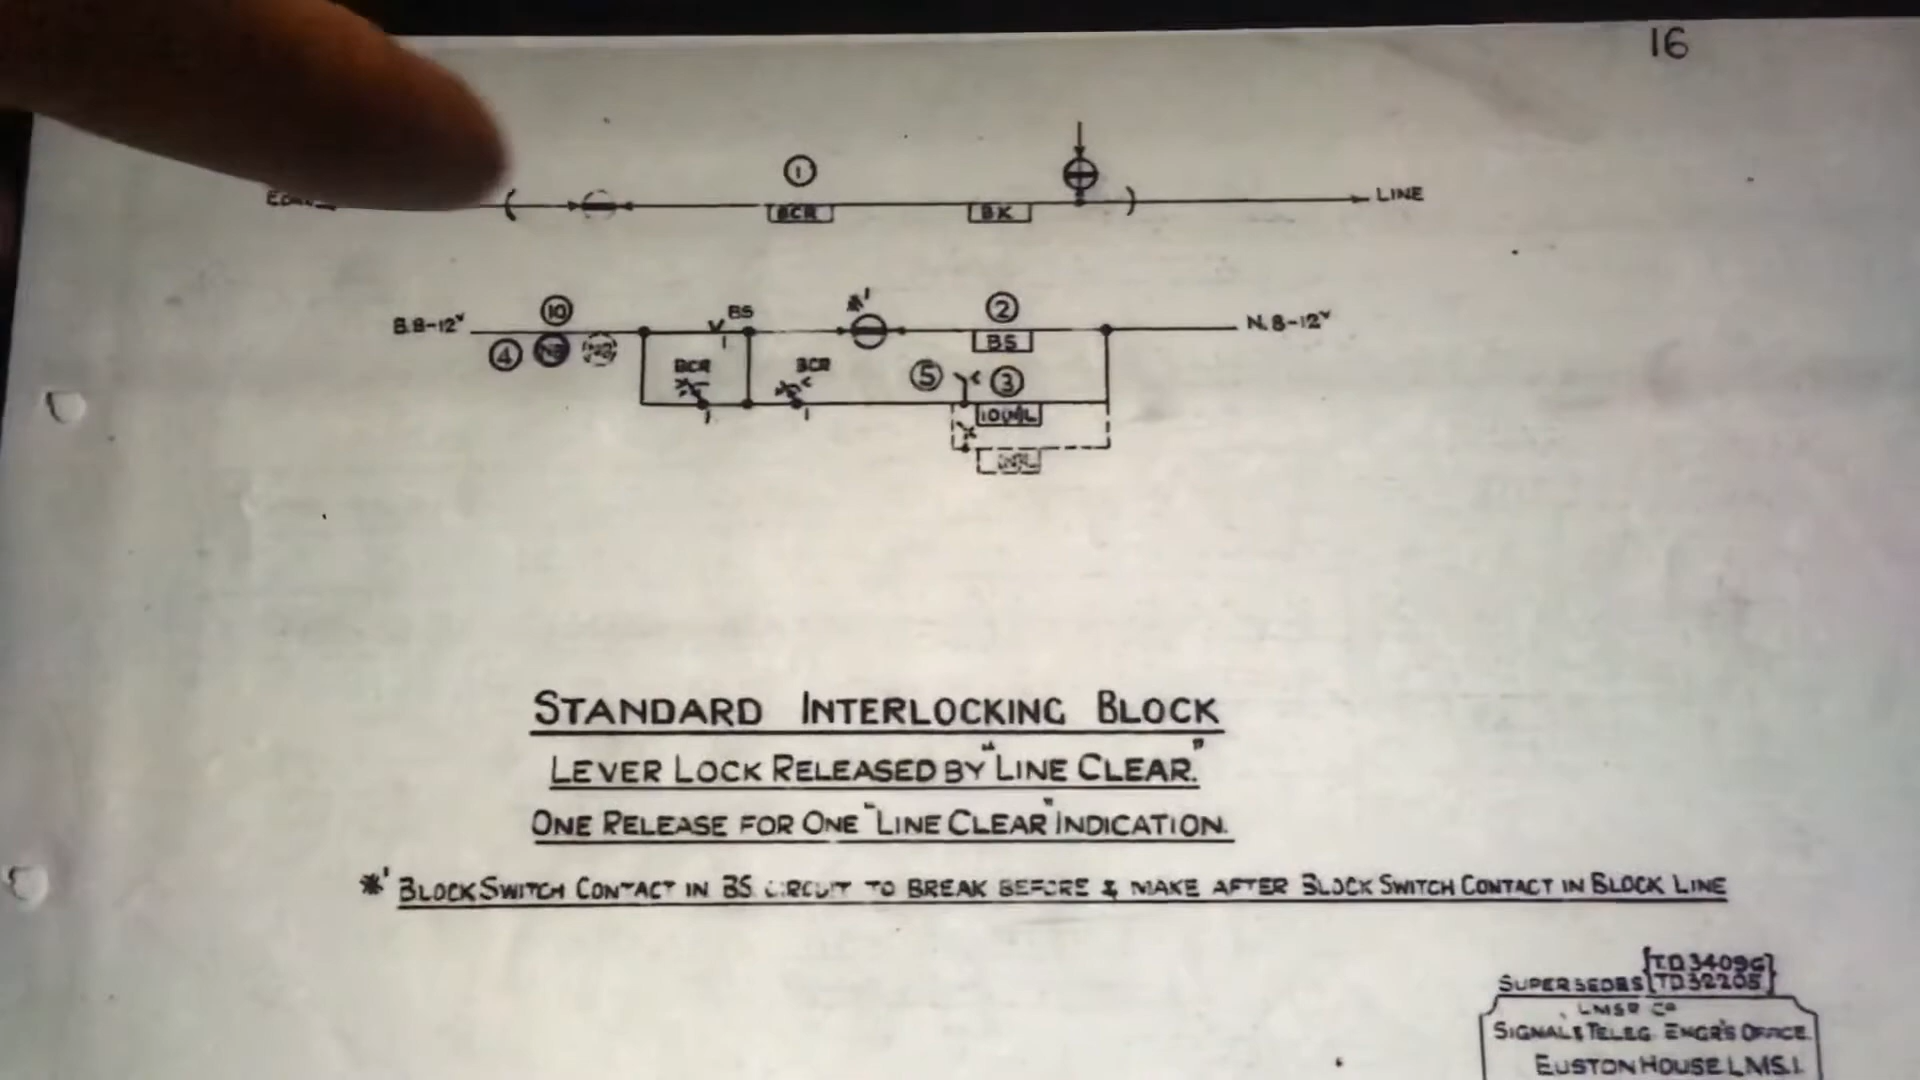 16
1
LINE
BCR
BK
10
BS
*'
2
B.8-12V
N.8-12V
4
BS
BCR
BCR
5
3
STANDARD INTERLOCKING BLOCK
LEVER LOCK RELEASED BY "LINE CLEAR."
ONE RELEASE FOR ONE "LINE CLEAR" INDICATION.
*' BLOCK SWITCH CONTACT IN BS CIRCUIT TO BREAK BEFORE & MAKE AFTER BLOCK SWITCH CONTACT IN BLOCK LINE
SUPERSEDES
LMSR CO
SIGNAL & TELEG. ENGR'S OFFICE
EUSTON HOUSE LMS.1.